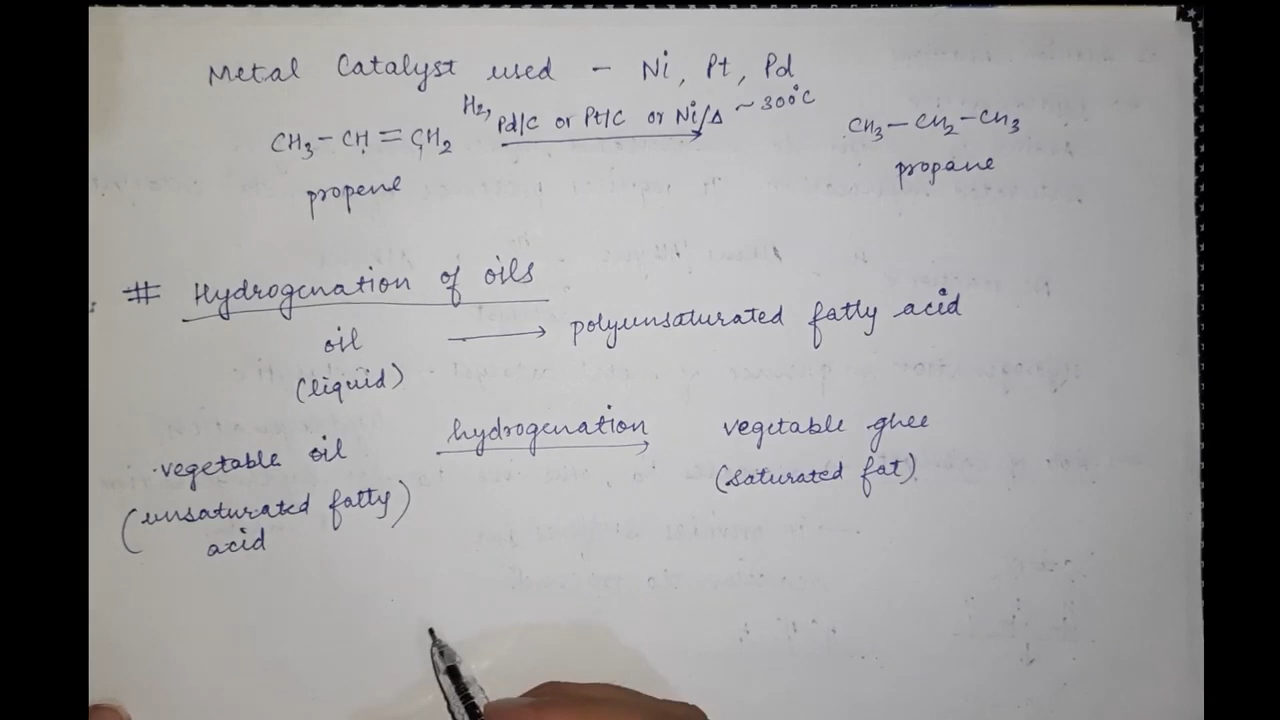 Metal Catalyst used - Ni, Pt, Pd
CH3-CH=CH2 H2, Pd/C or Pt/C or Ni/Δ ~300°C CH3-CH2-CH3
propene propane
# Hydrogenation of oils
oil → polyunsaturated fatty acid
(liquid)
vegetable oil hydrogenation → vegetable ghee
(unsaturated fatty acid) (saturated fat)